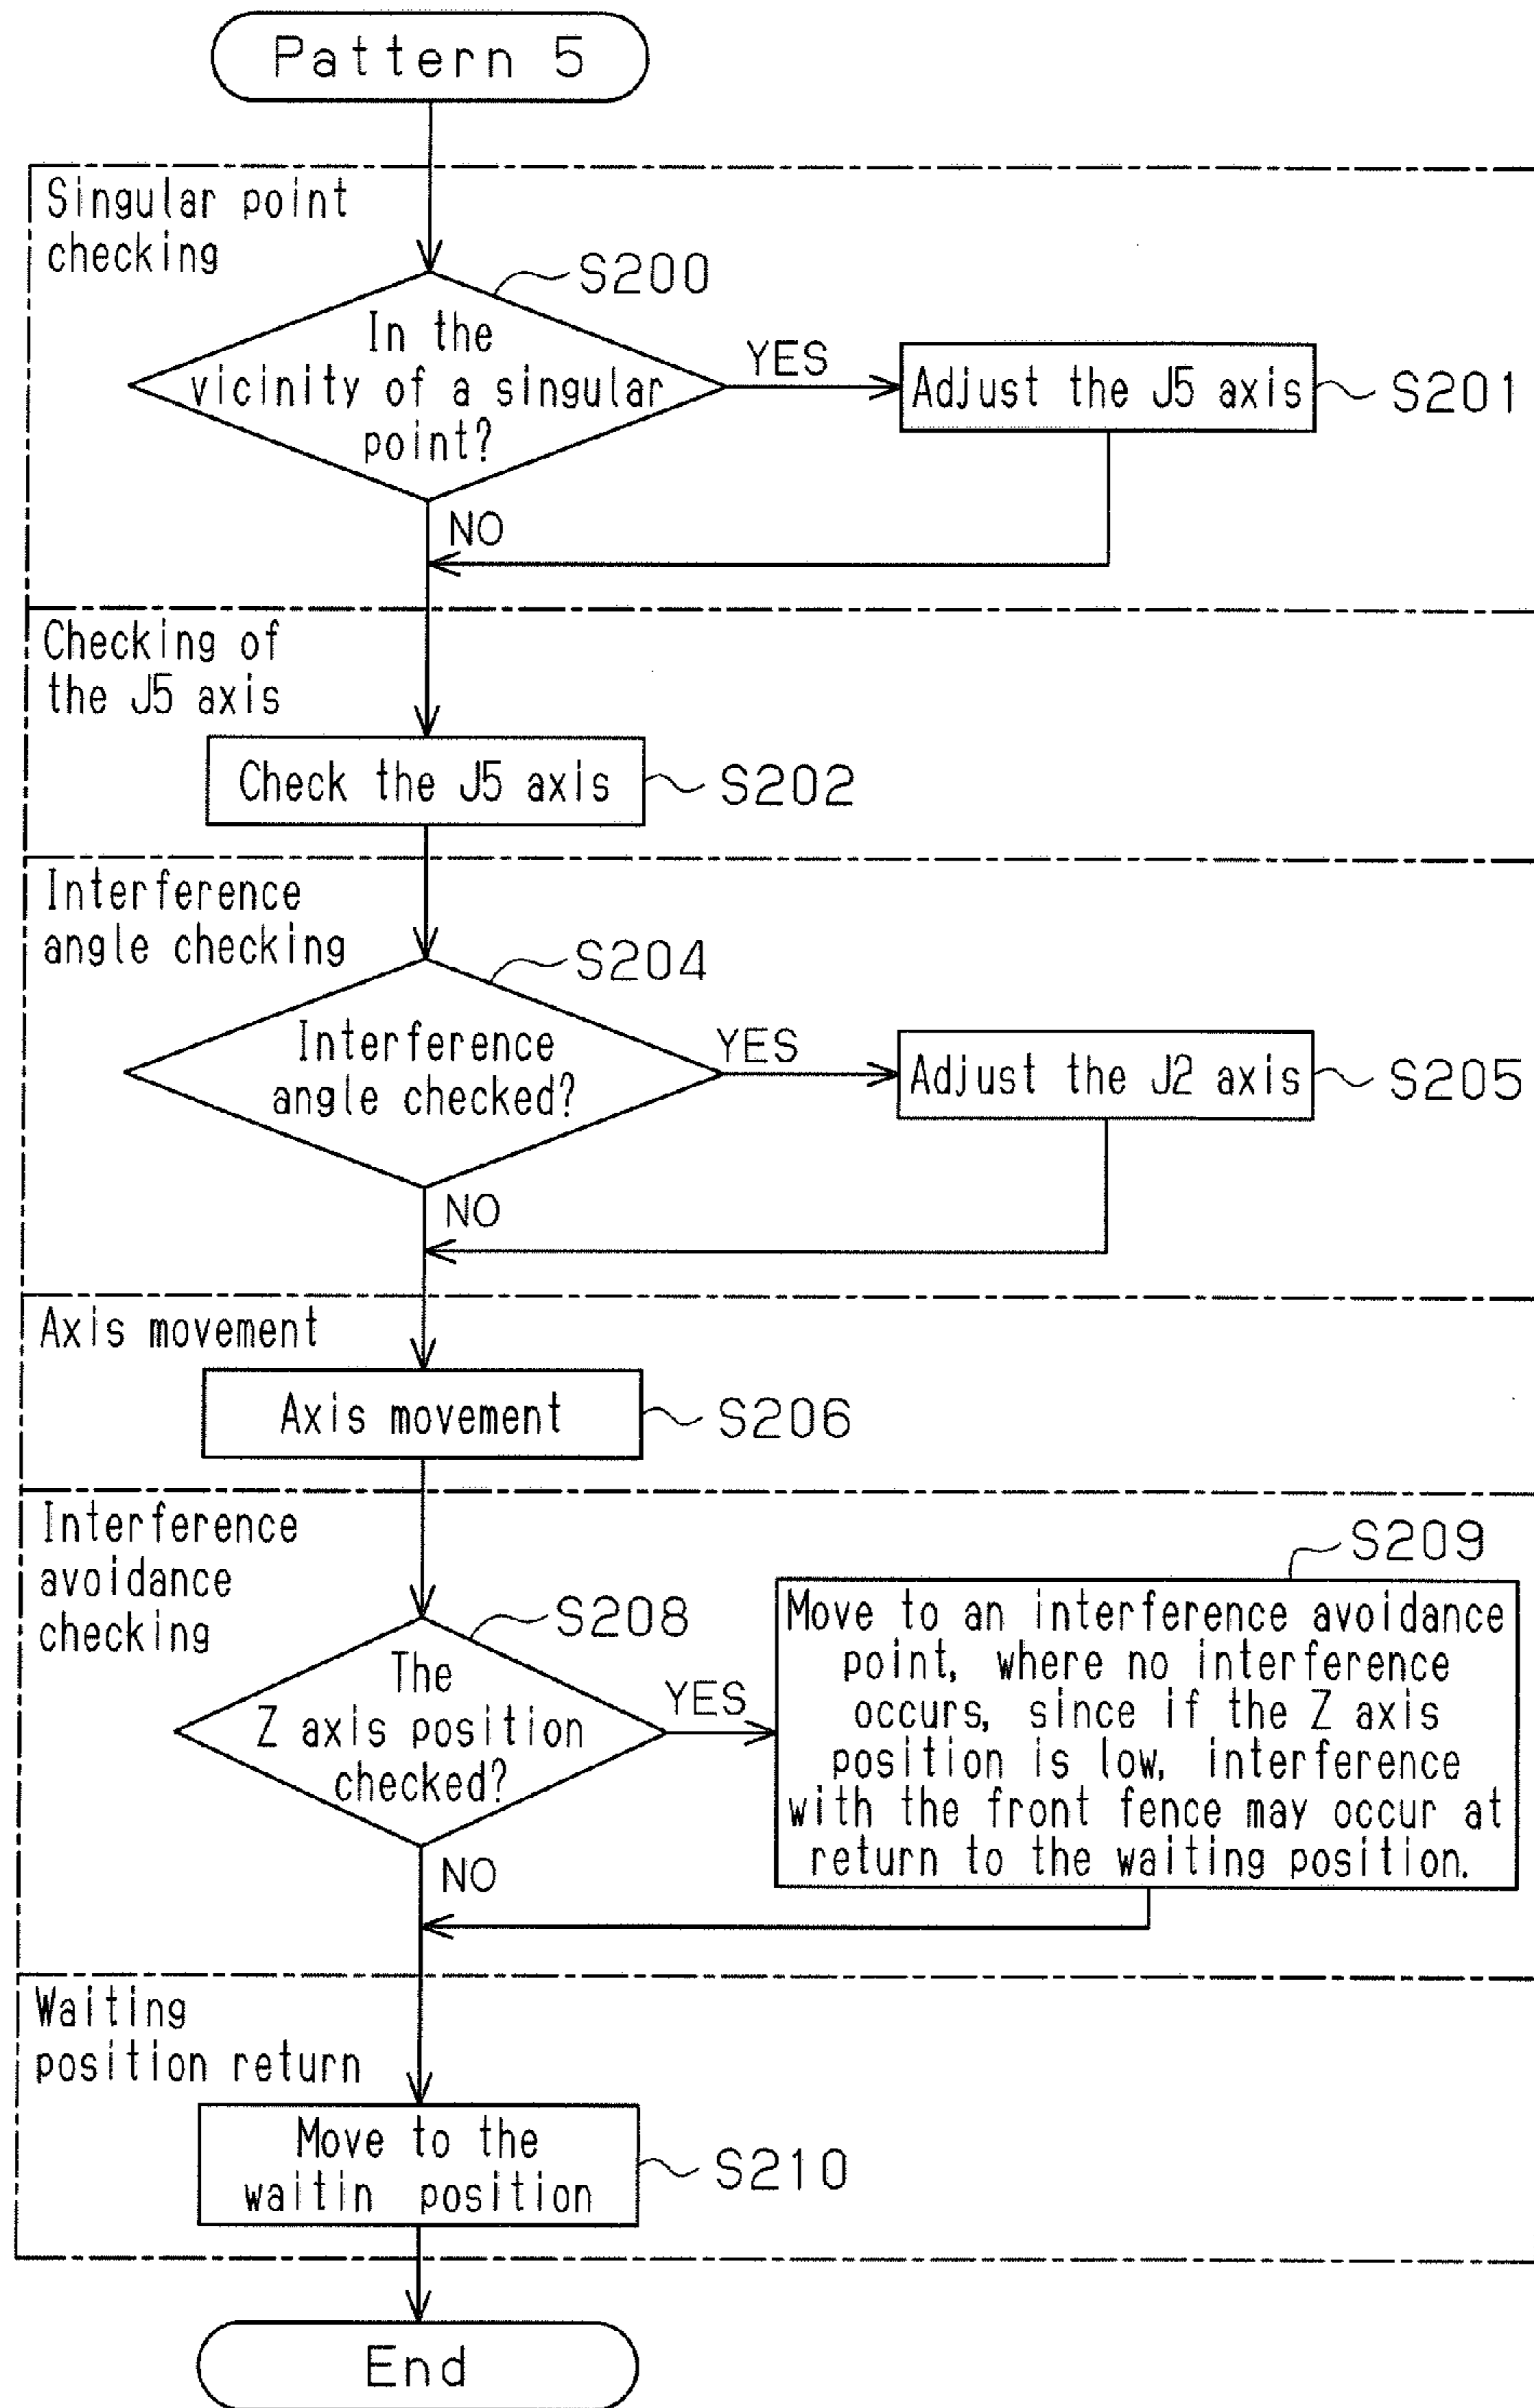 Pattern 5
Singular point
checking
S200
In the
vicinity of a singular
point?
YES
Adjust the J5 axis
S201
NO
Checking of
the J5 axis
Check the J5 axis
S202
Interference
angle checking
S204
Interference
angle checked?
YES
Adjust the J2 axis
S205
NO
Axis movement
Axis movement
S206
Interference
avoidance
checking
S208
The
Z axis position
checked?
YES
S209
Move to an interference avoidance
point, where no interference
occurs, since if the Z axis
position is low, interference
with the front fence may occur at
return to the waiting position.
NO
Waiting
position return
Move to the
waitin position
S210
End